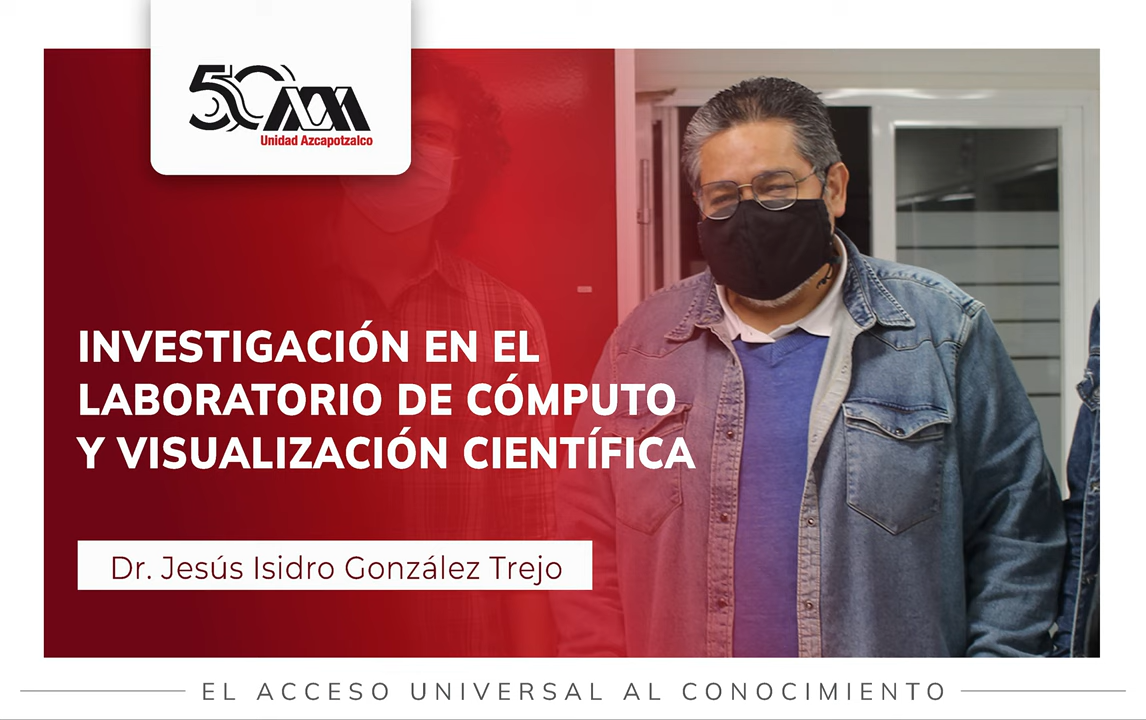 50
Unidad Azcapotzalco
INVESTIGACIÓN EN EL
LABORATORIO DE CÓMPUTO
Y VISUALIZACIÓN CIENTÍFICA
Dr. Jesús Isidro González Trejo
EL ACCESO UNIVERSAL AL CONOCIMIENTO